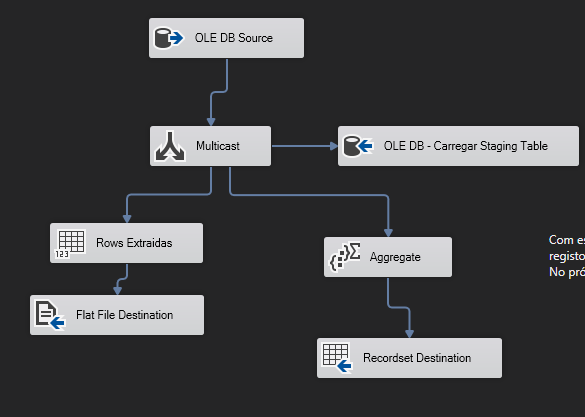 OLE DB Source
Multicast
OLE DB - Carregar Staging Table
Rows Extraidas
123
Aggregate
Com es
registo
No pró
Flat File Destination
Recordset Destination